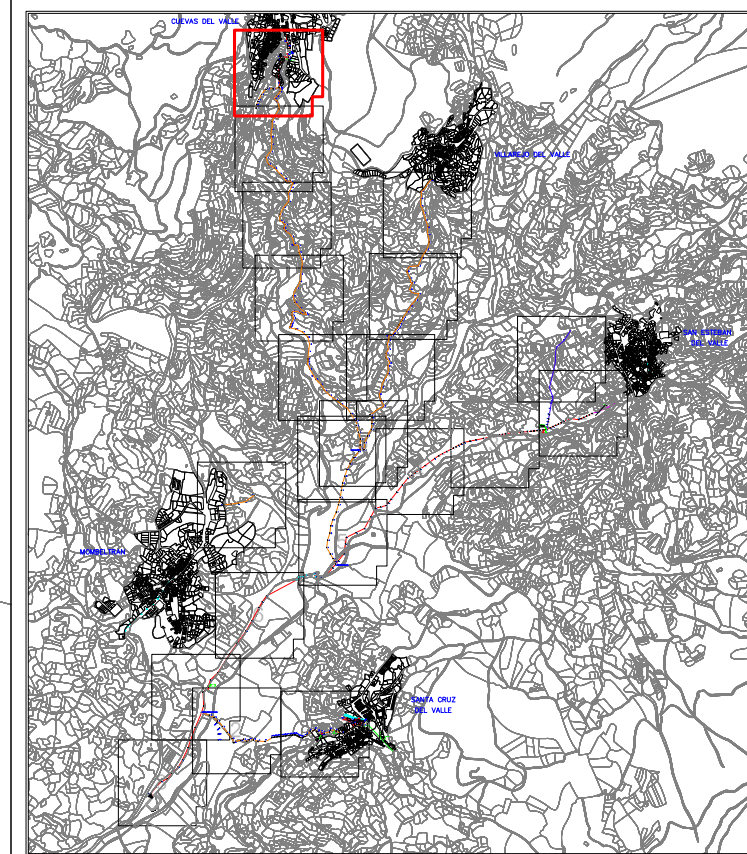 CUEVAS DEL VALLE
VILLAREJO DEL VALLE
SAN ESTEBAN
DEL VALLE
MOMBELTRAN
SANTA CRUZ
DEL VALLE